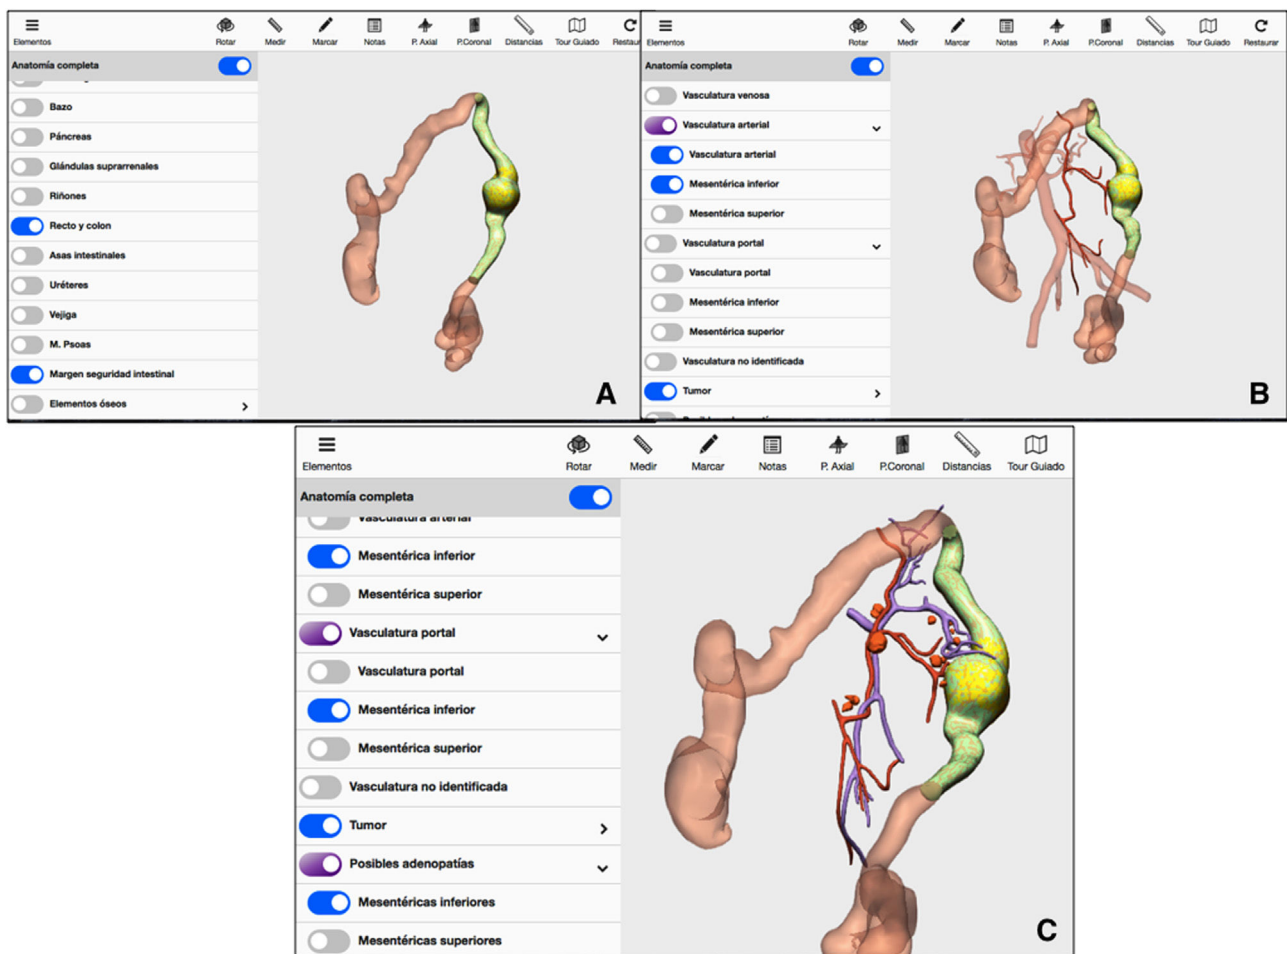 Elementos Rotar Medir Marcar Notas P. Axial P.Coronal Distancias Tour Guiado Restaur
Anatomía completa
Bazo
Páncreas
Glándulas suprarrenales
Riñones
Recto y colon
Asas intestinales
Uréteres
Vejiga
M. Psoas
Margen seguridad intestinal
Elementos óseos
A
Elementos Rotar Medir Marcar Notas P. Axial P.Coronal Distancias Tour Guiado Restaurar
Anatomía completa
Vasculatura venosa
Vasculatura arterial
Vasculatura arterial
Mesentérica inferior
Mesentérica superior
Vasculatura portal
Vasculatura portal
Mesentérica inferior
Mesentérica superior
Vasculatura no identificada
Tumor
B
Elementos Rotar Medir Marcar Notas P. Axial P.Coronal Distancias Tour Guiado
Anatomía completa
Vasculatura arterial
Mesentérica inferior
Mesentérica superior
Vasculatura portal
Vasculatura portal
Mesentérica inferior
Mesentérica superior
Vasculatura no identificada
Tumor
Posibles adenopatías
Mesentéricas inferiores
Mesentéricas superiores
C